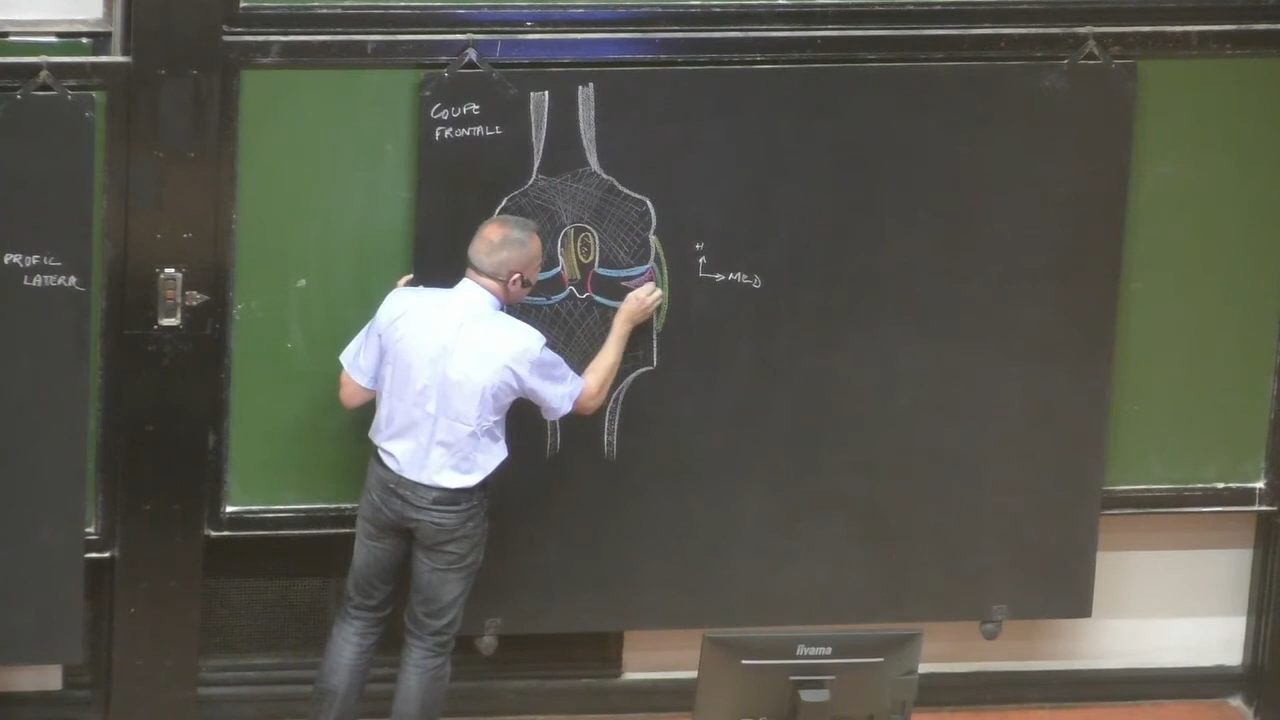 COUPE
FRONTALE
PROFIL
LATERAL
H
MED
iiyama